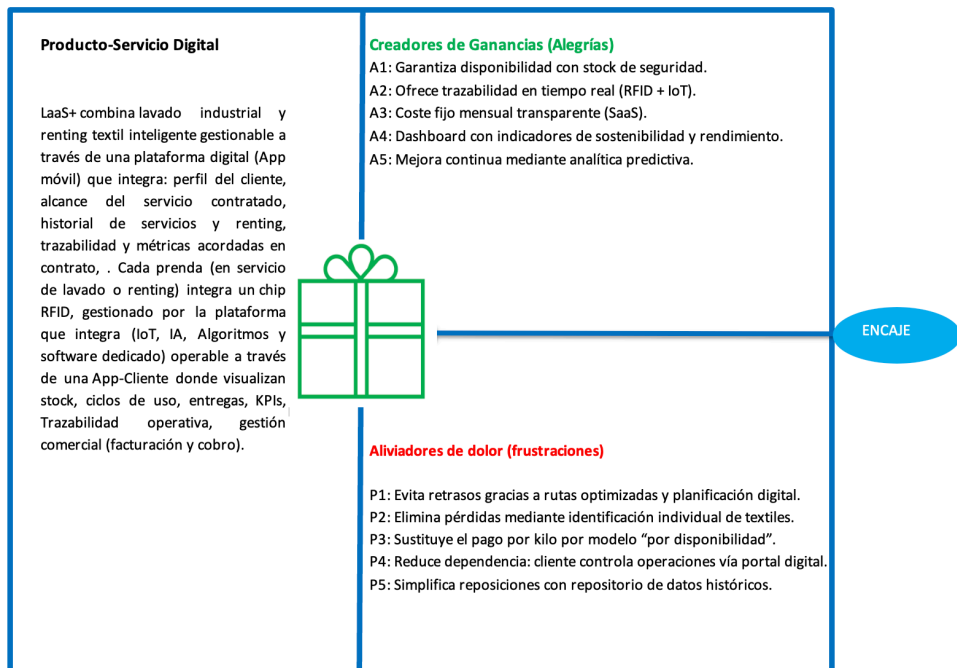 Producto-Servicio Digital
LaaS+ combina lavado industrial y
renting textil inteligente gestionable a
través de una plataforma digital (App
móvil) que integra: perfil del cliente,
alcance del servicio contratado,
historial de servicios y renting,
trazabilidad y métricas acordadas en
contrato, . Cada prenda (en servicio
de lavado o renting) integra un chip
RFID, gestionado por la plataforma
que integra (IoT, IA, Algoritmos y
software dedicado) operable a través
de una App-Cliente donde visualizan
stock, ciclos de uso, entregas, KPIs,
Trazabilidad operativa, gestión
comercial (facturación y cobro).
Creadores de Ganancias (Alegrías)
A1: Garantiza disponibilidad con stock de seguridad.
A2: Ofrece trazabilidad en tiempo real (RFID + IoT).
A3: Coste fijo mensual transparente (SaaS).
A4: Dashboard con indicadores de sostenibilidad y rendimiento.
A5: Mejora continua mediante analítica predictiva.
ENCAJE
Aliviadores de dolor (frustraciones)
P1: Evita retrasos gracias a rutas optimizadas y planificación digital.
P2: Elimina pérdidas mediante identificación individual de textiles.
P3: Sustituye el pago por kilo por modelo “por disponibilidad”.
P4: Reduce dependencia: cliente controla operaciones vía portal digital.
P5: Simplifica reposiciones con repositorio de datos históricos.